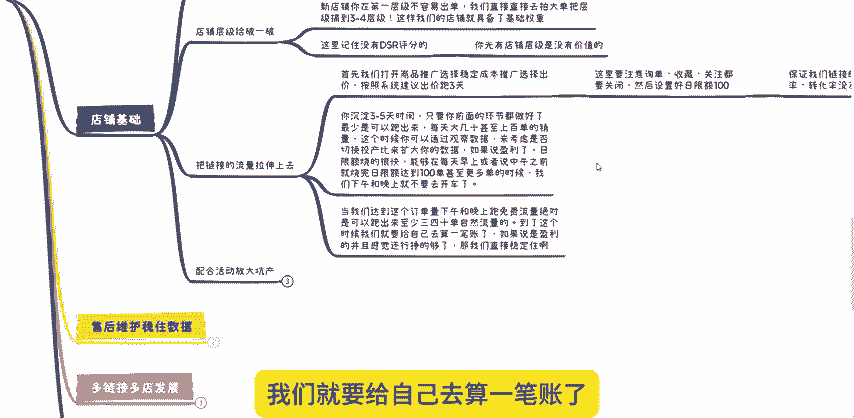 新店铺你在第一层级不容易出单,我们直接直接去拍大单把层
级搞到3-4层级!这样我们的店铺就具备了基础权重
店铺层级给破一破
这里记住没有DSR评分的
你光有店铺层级是没有价值的
首先我们打开商品推广选择稳定成本推广选择出
价。按照系统建议出价跑3天
这里要注意询单、收藏、关注都
要关闭。然后设置好日限额100
保证我们链接的
店铺基础
你沉淀3-5天时间,只要你前面的环节都做好了
最少是可以跑出来,每天大几十甚至上百单的销
量。这个时候你可以通过观察数据,来考虑是否
切换投产比来扩大你的数据,如果说盈利了。日
限额烧的很快,能够在每天早上或者说中午之前
就烧完日限额达到100单甚至更多单的时候,我
们下午和晚上就不要去开车了。
把链接的流量拉伸上去
当我们达到这个订单量下午和晚上跑免费流量绝对
是可以跑出来至少三四十单自然流量的。到了这个
时候我们就要给自己去算一笔账了,如果说是盈利
的并且感觉还行挣的够了,那我们直接稳定住啊
配合活动放大坑产
3
售后维护稳住数据
2
多链接多店发展
1
我们就要给自己去算一笔账了